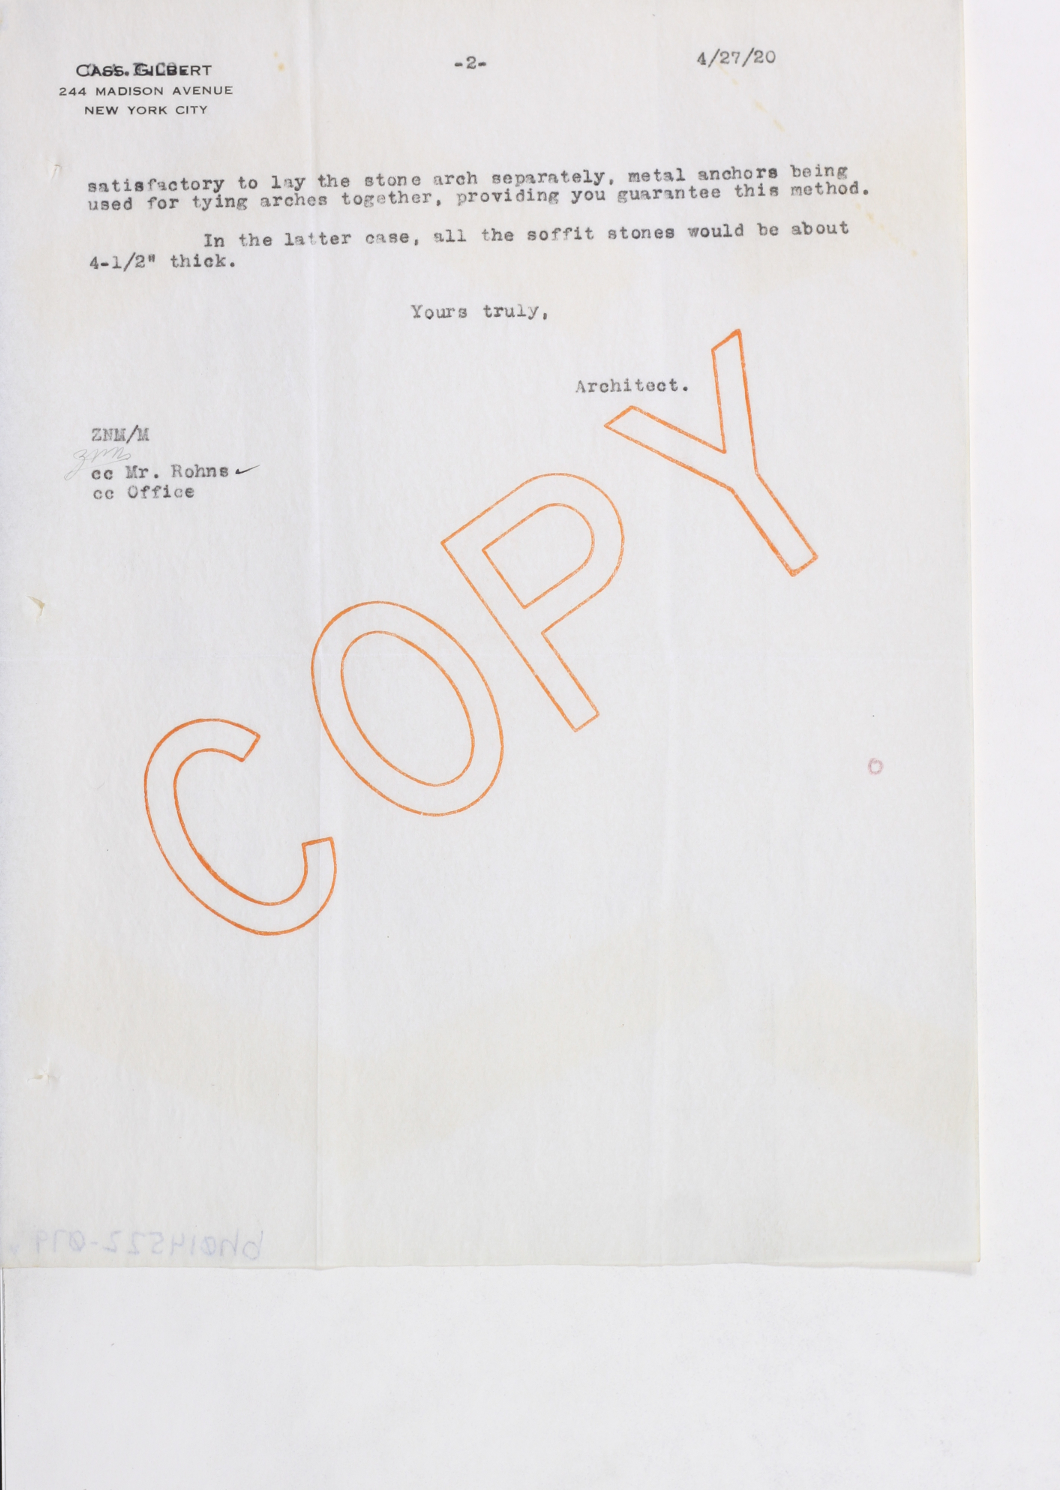 CASS GILBERT
244 MADISON AVENUE
NEW YORK CITY
-2-
4/27/20
satisfactory to lay the stone arch separately, metal anchors being
used for tying arches together, providing you guarantee this method.
In the latter case, all the soffit stones would be about
4-1/2" thick.
Yours truly,
Architect.
ZNM/M
znm
cc Mr. Rohns
cc Office
COPY
bha14522-079